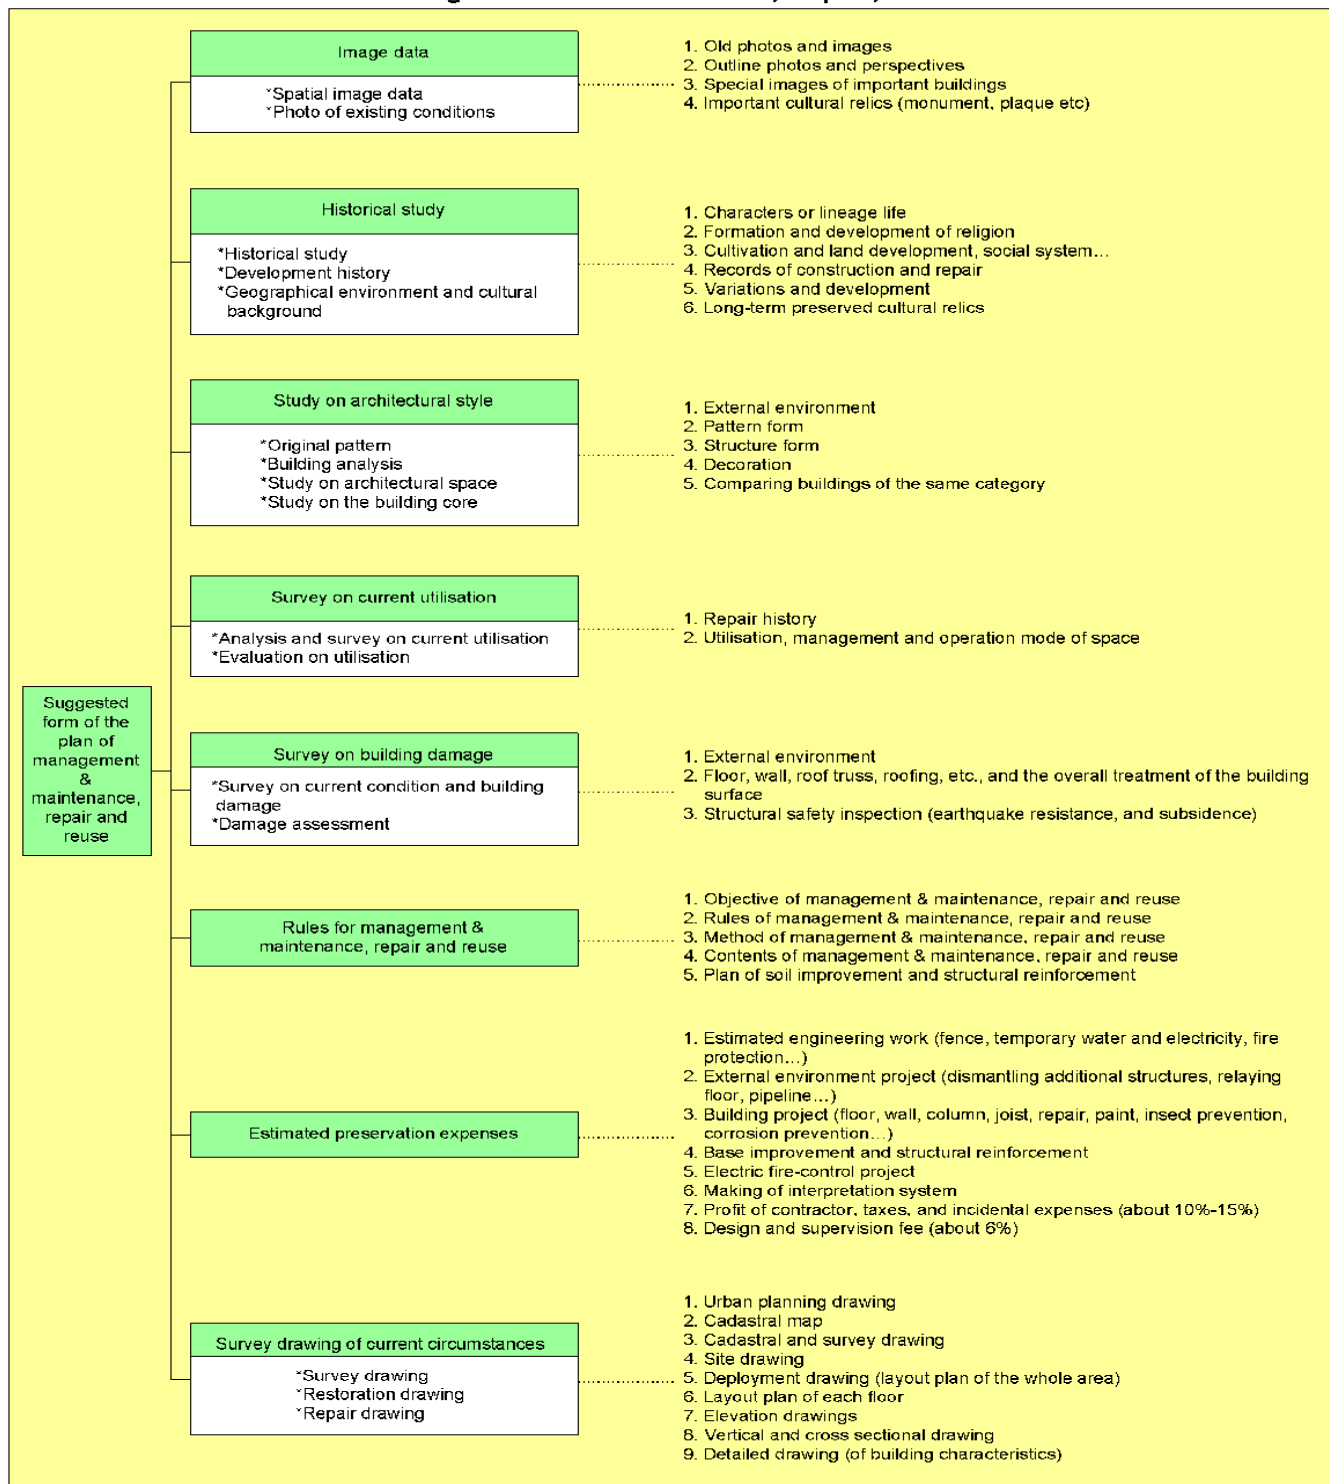 Image data
*Spatial image data
*Photo of existing conditions
1. Old photos and images
2. Outline photos and perspectives
3. Special images of important buildings
4. Important cultural relics (monument, plaque etc)
Historical study
*Historical study
*Development history
*Geographical environment and cultural
background
1. Characters or lineage life
2. Formation and development of religion
3. Cultivation and land development, social system...
4. Records of construction and repair
5. Variations and development
6. Long-term preserved cultural relics
Study on architectural style
*Original pattern
*Building analysis
*Study on architectural space
*Study on the building core
1. External environment
2. Pattern form
3. Structure form
4. Decoration
5. Comparing buildings of the same category
Survey on current utilisation
*Analysis and survey on current utilisation
*Evaluation on utilisation
1. Repair history
2. Utilisation, management and operation mode of space
Suggested
form of the
plan of
management
&
maintenance,
repair and
reuse
Survey on building damage
*Survey on current condition and building
damage
*Damage assessment
1. External environment
2. Floor, wall, roof truss, roofing, etc., and the overall treatment of the building
surface
3. Structural safety inspection (earthquake resistance, and subsidence)
Rules for management &
maintenance, repair and reuse
1. Objective of management & maintenance, repair and reuse
2. Rules of management & maintenance, repair and reuse
3. Method of management & maintenance, repair and reuse
4. Contents of management & maintenance, repair and reuse
5. Plan of soil improvement and structural reinforcement
Estimated preservation expenses
1. Estimated engineering work (fence, temporary water and electricity, fire
protection...)
2. External environment project (dismantling additional structures, relaying
floor, pipeline...)
3. Building project (floor, wall, column, joist, repair, paint, insect prevention,
corrosion prevention...)
4. Base improvement and structural reinforcement
5. Electric fire-control project
6. Making of interpretation system
7. Profit of contractor, taxes, and incidental expenses (about 10%-15%)
8. Design and supervision fee (about 6%)
Survey drawing of current circumstances
*Survey drawing
*Restoration drawing
*Repair drawing
1. Urban planning drawing
2. Cadastral map
3. Cadastral and survey drawing
4. Site drawing
5. Deployment drawing (layout plan of the whole area)
6. Layout plan of each floor
7. Elevation drawings
8. Vertical and cross sectional drawing
9. Detailed drawing (of building characteristics)